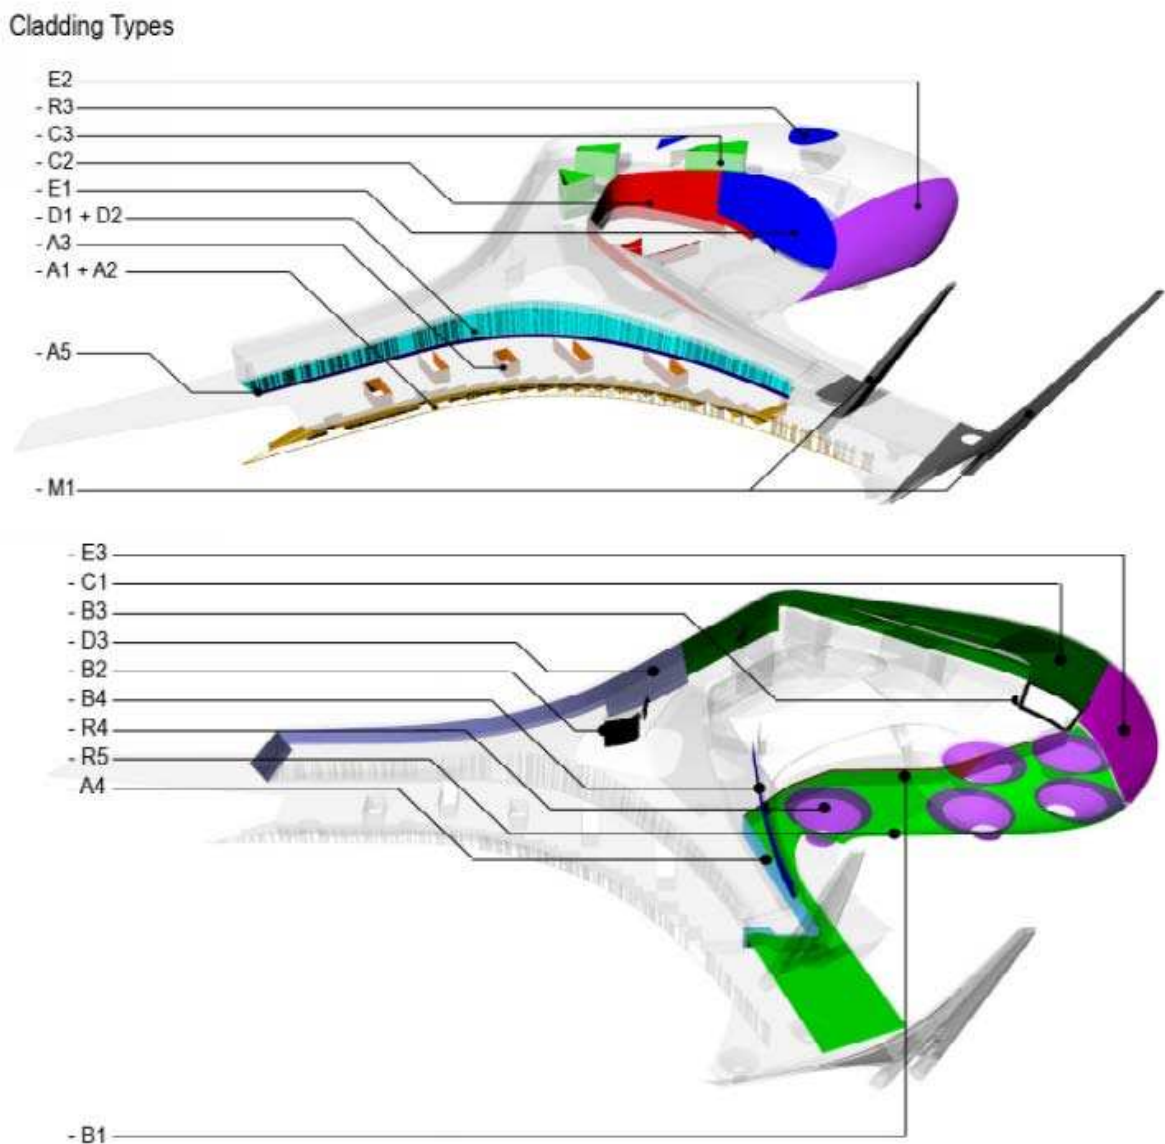 Cladding Types
E2
- R3
- C3
- C2
- E1
- D1 + D2
- A3
- A1 + A2
- A5
- M1
- E3
- C1
- B3
- D3
- B2
- B4
- R4
- R5
A4
- B1